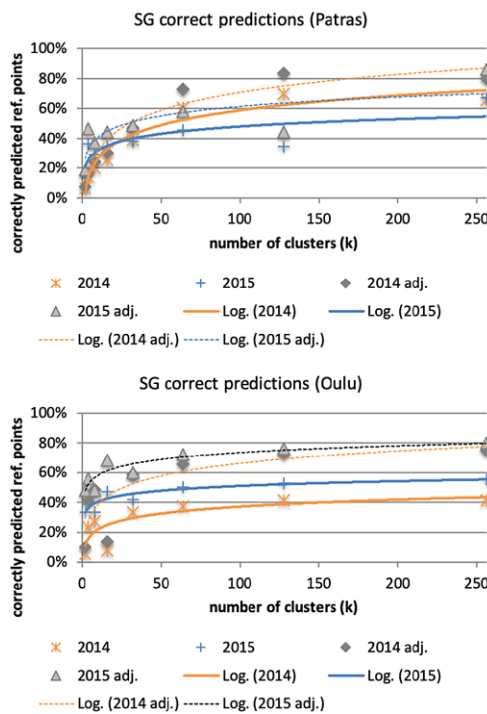 SG correct predictions (Patras)
correctly predicted ref. points
100%
80%
60%
40%
20%
0%
0 50 100 150 200 250
number of clusters (k)
2014 2015 2014 adj.
2015 adj. Log. (2014) Log. (2015)
Log. (2014 adj.) Log. (2015 adj.)
SG correct predictions (Oulu)
correctly predicted ref. points
100%
80%
60%
40%
20%
0%
0 50 100 150 200 250
number of clusters (k)
2014 2015 2014 adj.
2015 adj. Log. (2014) Log. (2015)
Log. (2014 adj.) Log. (2015 adj.)